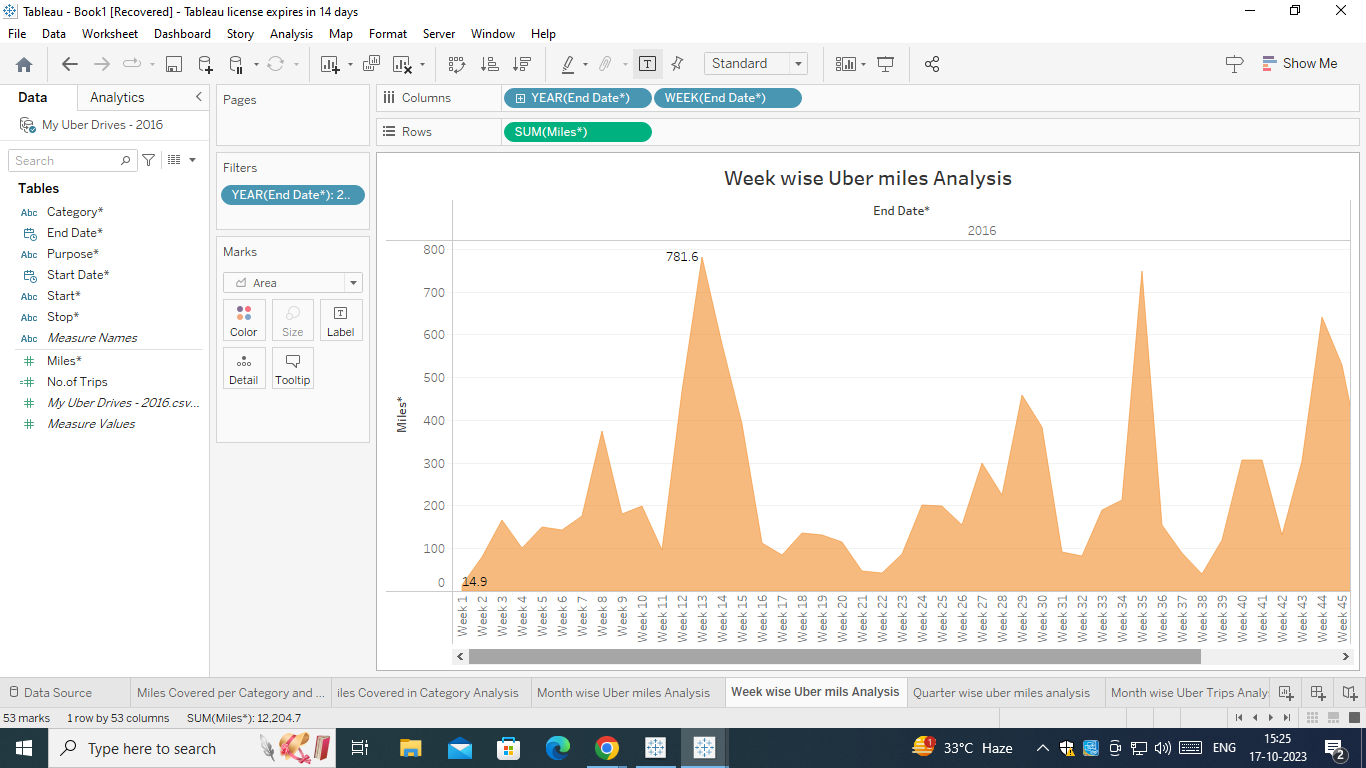 Tableau - Book1 [Recovered] - Tableau license expires in 14 days
File Data Worksheet Dashboard Story Analysis Map Format Server Window Help
Standard
Show Me
Data Analytics
My Uber Drives - 2016
Search
Tables
Abc Category*
End Date*
Abc Purpose*
Start Date*
Abc Start*
Abc Stop*
Abc Measure Names
Miles*
No.of Trips
My Uber Drives - 2016.csv...
Measure Values
Pages
Filters
YEAR(End Date*): 2..
Marks
Area
Color Size Label
Detail Tooltip
Columns YEAR(End Date*) WEEK(End Date*)
Rows SUM(Miles*)
Week wise Uber miles Analysis
End Date*
2016
800
700
600
500
400
300
200
100
0
Miles*
781.6
14.9
Week 1
Week 2
Week 3
Week 4
Week 5
Week 6
Week 7
Week 8
Week 9
Week 10
Week 11
Week 12
Week 13
Week 14
Week 15
Week 16
Week 17
Week 18
Week 19
Week 20
Week 21
Week 22
Week 23
Week 24
Week 25
Week 26
Week 27
Week 28
Week 29
Week 30
Week 31
Week 32
Week 33
Week 34
Week 35
Week 36
Week 37
Week 38
Week 39
Week 40
Week 41
Week 42
Week 43
Week 44
Week 45
Data Source Miles Covered per Category and ... iles Covered in Category Analysis Month wise Uber miles Analysis Week wise Uber mils Analysis Quarter wise uber miles analysis Month wise Uber Trips Analy
53 marks 1 row by 53 columns SUM(Miles*): 12,204.7
Type here to search
1 33°C Haze ENG 15:25
17-10-2023
2